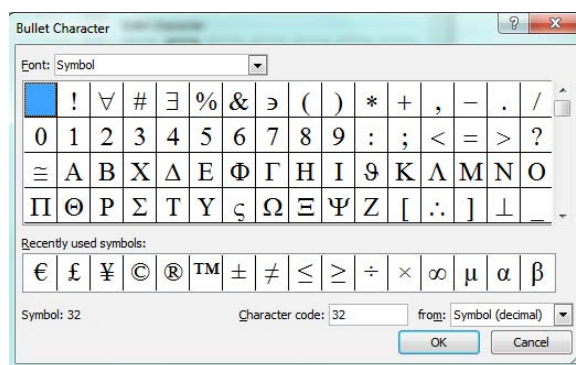 Bullet Character
Font: Symbol
! ∀ # ∃ % & ∍ ( ) ∗ + , − . /
0 1 2 3 4 5 6 7 8 9 : ; < = > ?
≅ Α Β Χ Δ Ε Φ Γ Η Ι ϑ Κ Λ Μ Ν Ο
Π Θ Ρ Σ Τ Υ ς Ω Ξ Ψ Ζ [ ∴ ] ⊥ _
Recently used symbols:
€ £ ¥ © ® ™ ± ≠ ≤ ≥ ÷ × ∞ µ α β
Symbol: 32 Character code: 32 from: Symbol (decimal)
OK Cancel